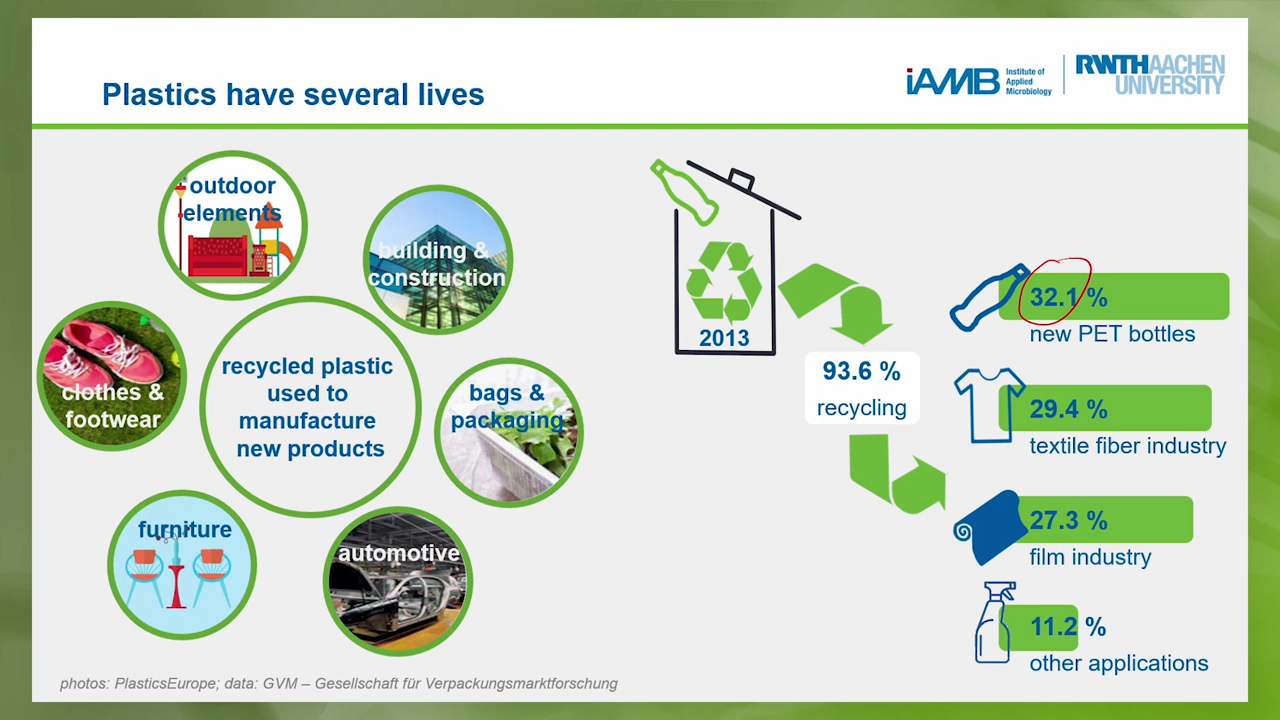 Plastics have several lives
iAMB
Institute of
Applied
Microbiology
RWTHAACHEN
UNIVERSITY
outdoor
elements
building &
construction
clothes &
footwear
recycled plastic
used to
manufacture
new products
bags &
packaging
furniture
automotive
2013
93.6 %
recycling
32.1 %
new PET bottles
29.4 %
textile fiber industry
27.3 %
film industry
11.2 %
other applications
photos: PlasticsEurope; data: GVM – Gesellschaft für Verpackungsmarktforschung